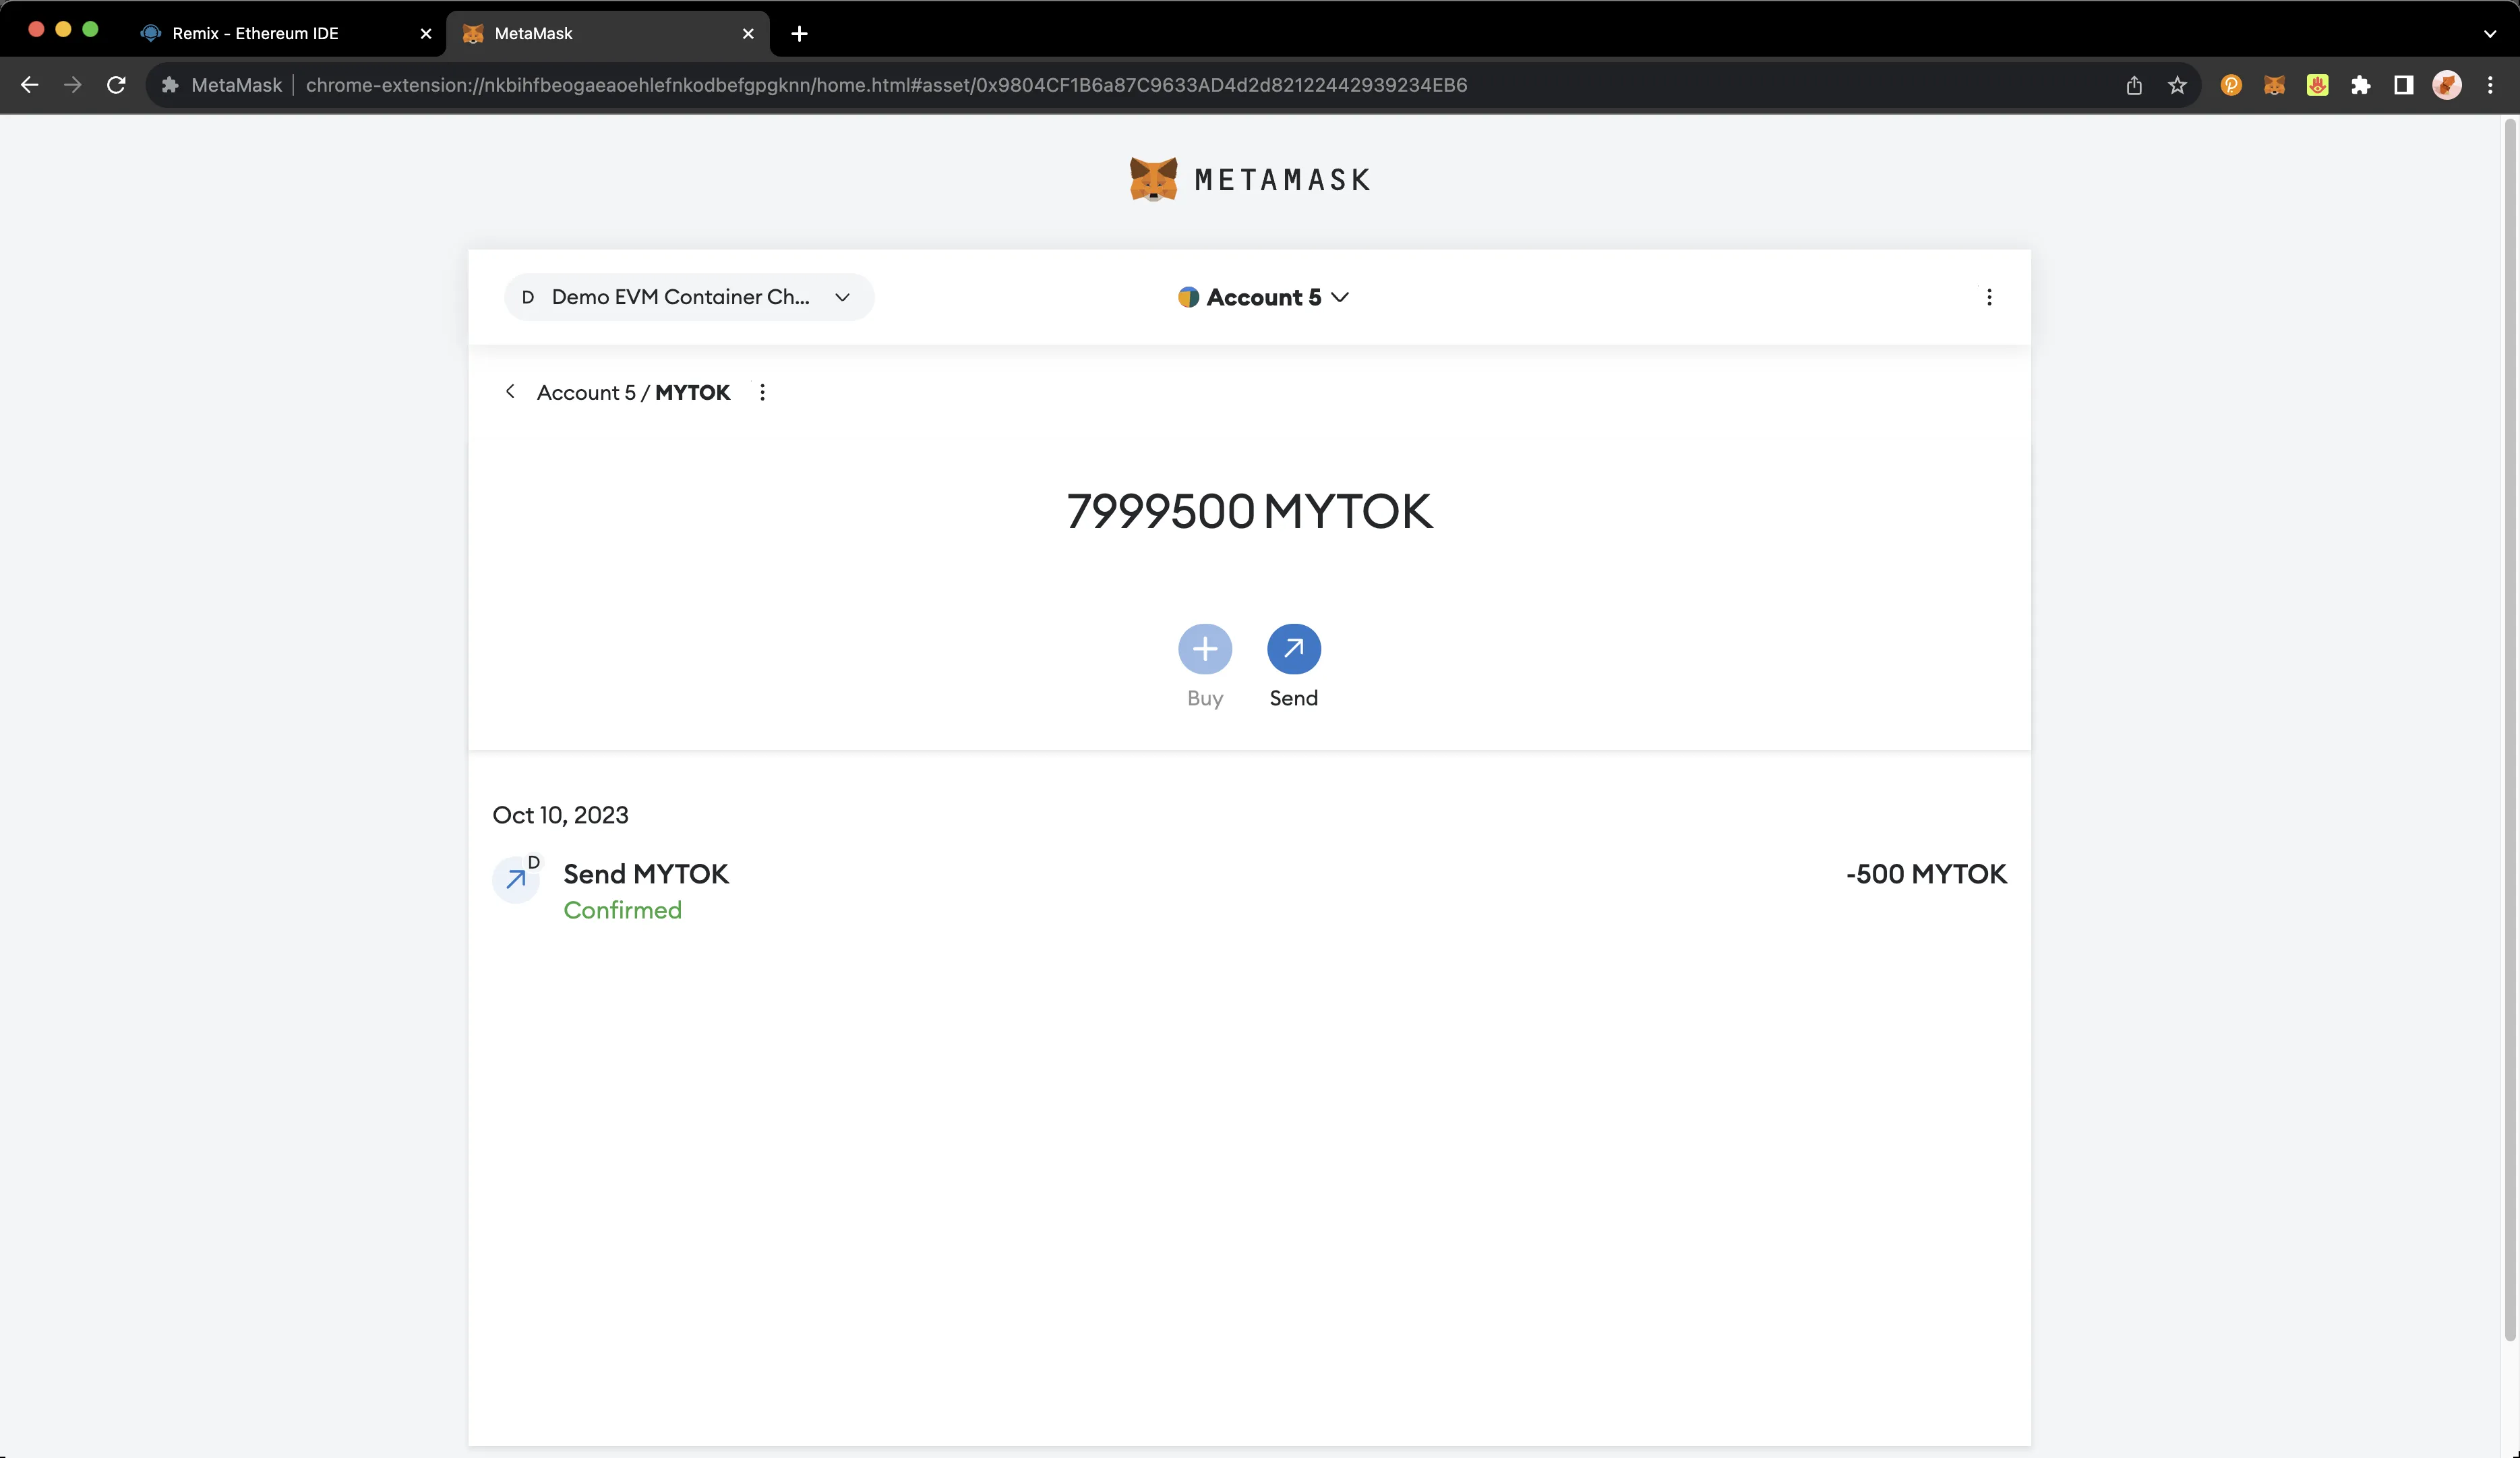 Remix - Ethereum IDE
MetaMask
MetaMask | chrome-extension://nkbihfbeogaeaoehlefnkodbefgpgknn/home.html#asset/0x9804CF1B6a87C9633AD4d2d82122442939234EB6
METAMASK
D Demo EVM Container Ch...
Account 5
Account 5 / MYTOK
7999500 MYTOK
Buy
Send
Oct 10, 2023
D
Send MYTOK
-500 MYTOK
Confirmed